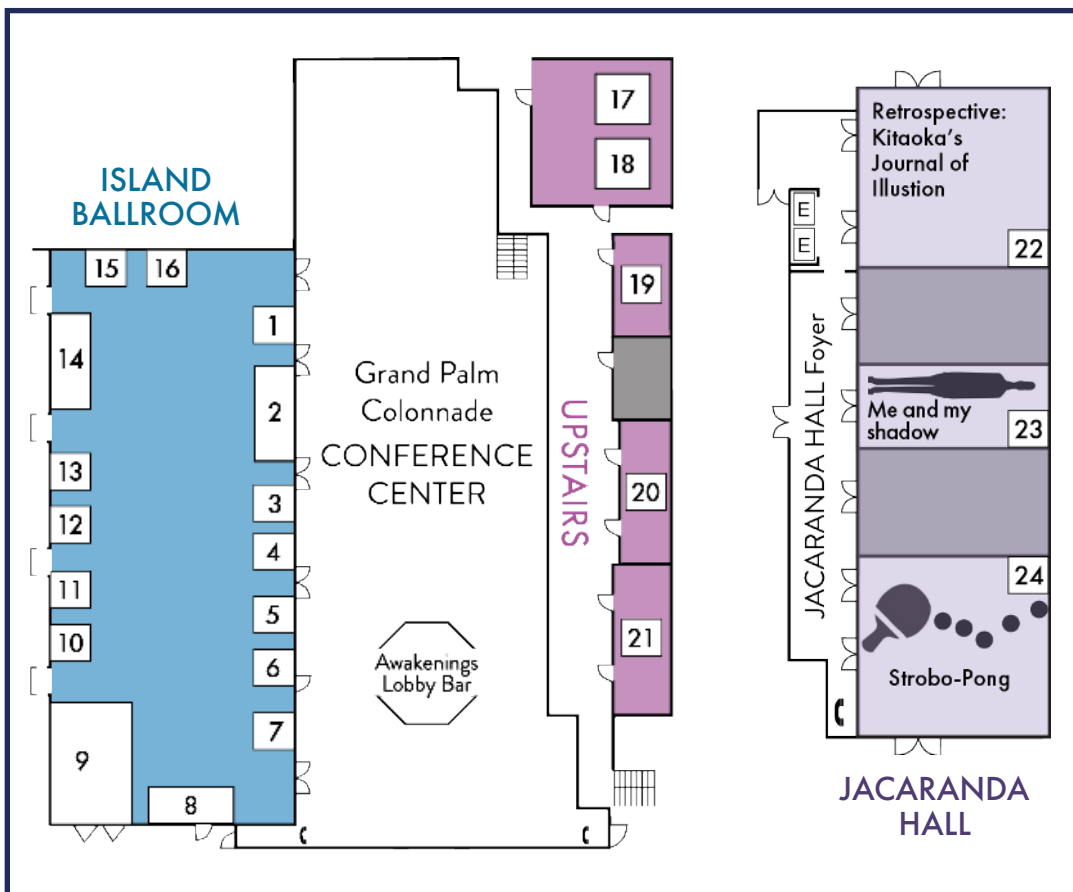 ISLAND
BALLROOM
15
16
1
14
2
13
3
12
4
11
5
10
6
7
9
8
Grand Palm
Colonnade
CONFERENCE
CENTER
Awakenings
Lobby Bar
UPSTAIRS
17
18
19
20
21
JACARANDA HALL Foyer
E
E
Retrospective:
Kitaoka's
Journal of
Illustion
22
Me and my
shadow
23
24
Strobo-Pong
JACARANDA
HALL